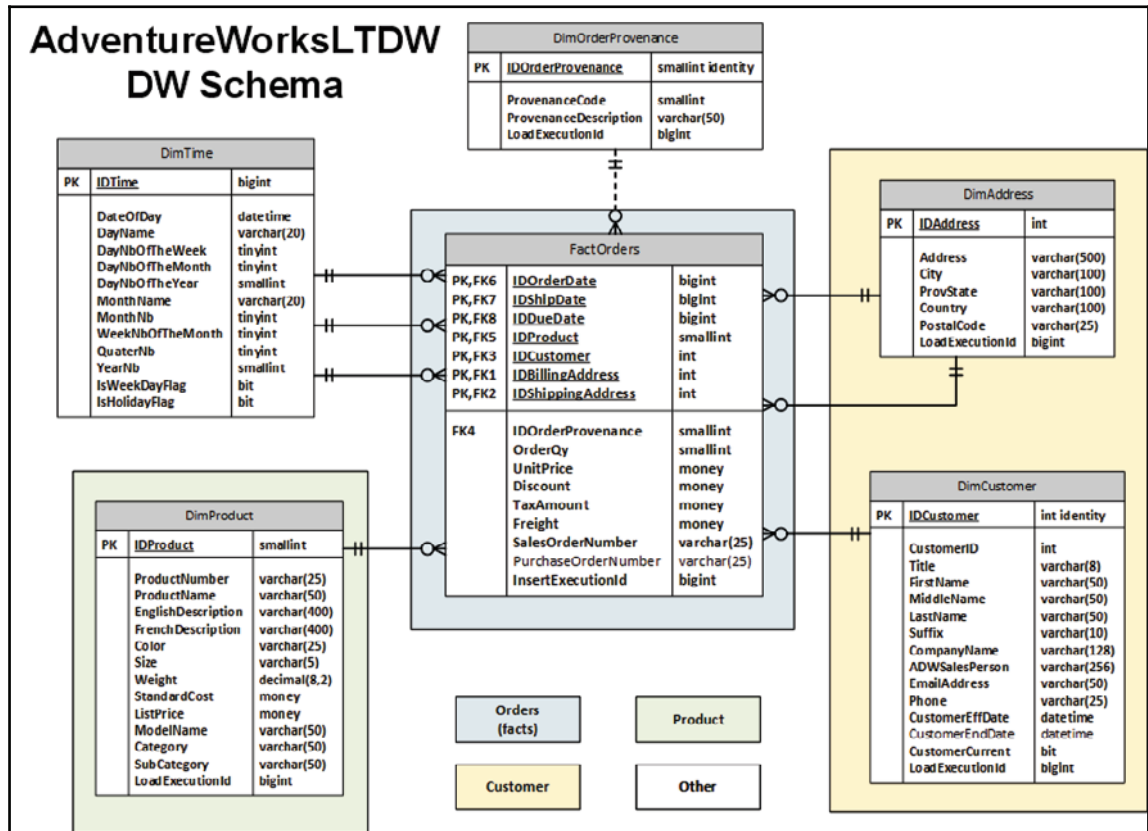 AdventureWorksLTDW
DW Schema
DimOrderProvenance
PK IDOrderProvenance smallint identity
ProvenanceCode smallint
ProvenanceDescription varchar(50)
LoadExecutionId bigint
DimTime
PK IDTime bigint
DateOfDay datetime
DayName varchar(20)
DayNbOfTheWeek tinyint
DayNbOfTheMonth tinyint
DayNbOfTheYear smallint
MonthName varchar(20)
MonthNb tinyint
WeekNbOfTheMonth tinyint
QuaterNb tinyint
YearNb smallint
IsWeekDayFlag bit
IsHolidayFlag bit
DimAddress
PK IDAddress int
Address varchar(500)
City varchar(100)
ProvState varchar(100)
Country varchar(100)
PostalCode varchar(25)
LoadExecutionId bigint
FactOrders
PK,FK6 IDOrderDate bigint
PK,FK7 IDShipDate bigint
PK,FK8 IDDueDate bigint
PK,FK5 IDProduct smallint
PK,FK3 IDCustomer int
PK,FK1 IDBillingAddress int
PK,FK2 IDShippingAddress int
FK4 IDOrderProvenance smallint
OrderQy smallint
UnitPrice money
Discount money
TaxAmount money
Freight money
SalesOrderNumber varchar(25)
PurchaseOrderNumber varchar(25)
InsertExecutionId bigint
DimProduct
PK IDProduct smallint
ProductNumber varchar(25)
ProductName varchar(50)
EnglishDescription varchar(400)
FrenchDescription varchar(400)
Color varchar(25)
Size varchar(5)
Weight decimal(8,2)
StandardCost money
ListPrice money
ModelName varchar(50)
Category varchar(50)
SubCategory varchar(50)
LoadExecutionId bigint
DimCustomer
PK IDCustomer int identity
CustomerID int
Title varchar(8)
FirstName varchar(50)
MiddleName varchar(50)
LastName varchar(50)
Suffix varchar(10)
CompanyName varchar(128)
ADWSalesPerson varchar(256)
EmailAddress varchar(50)
Phone varchar(25)
CustomerEffDate datetime
CustomerEndDate datetime
CustomerCurrent bit
LoadExecutionId bigint
Orders
(facts)
Product
Customer
Other